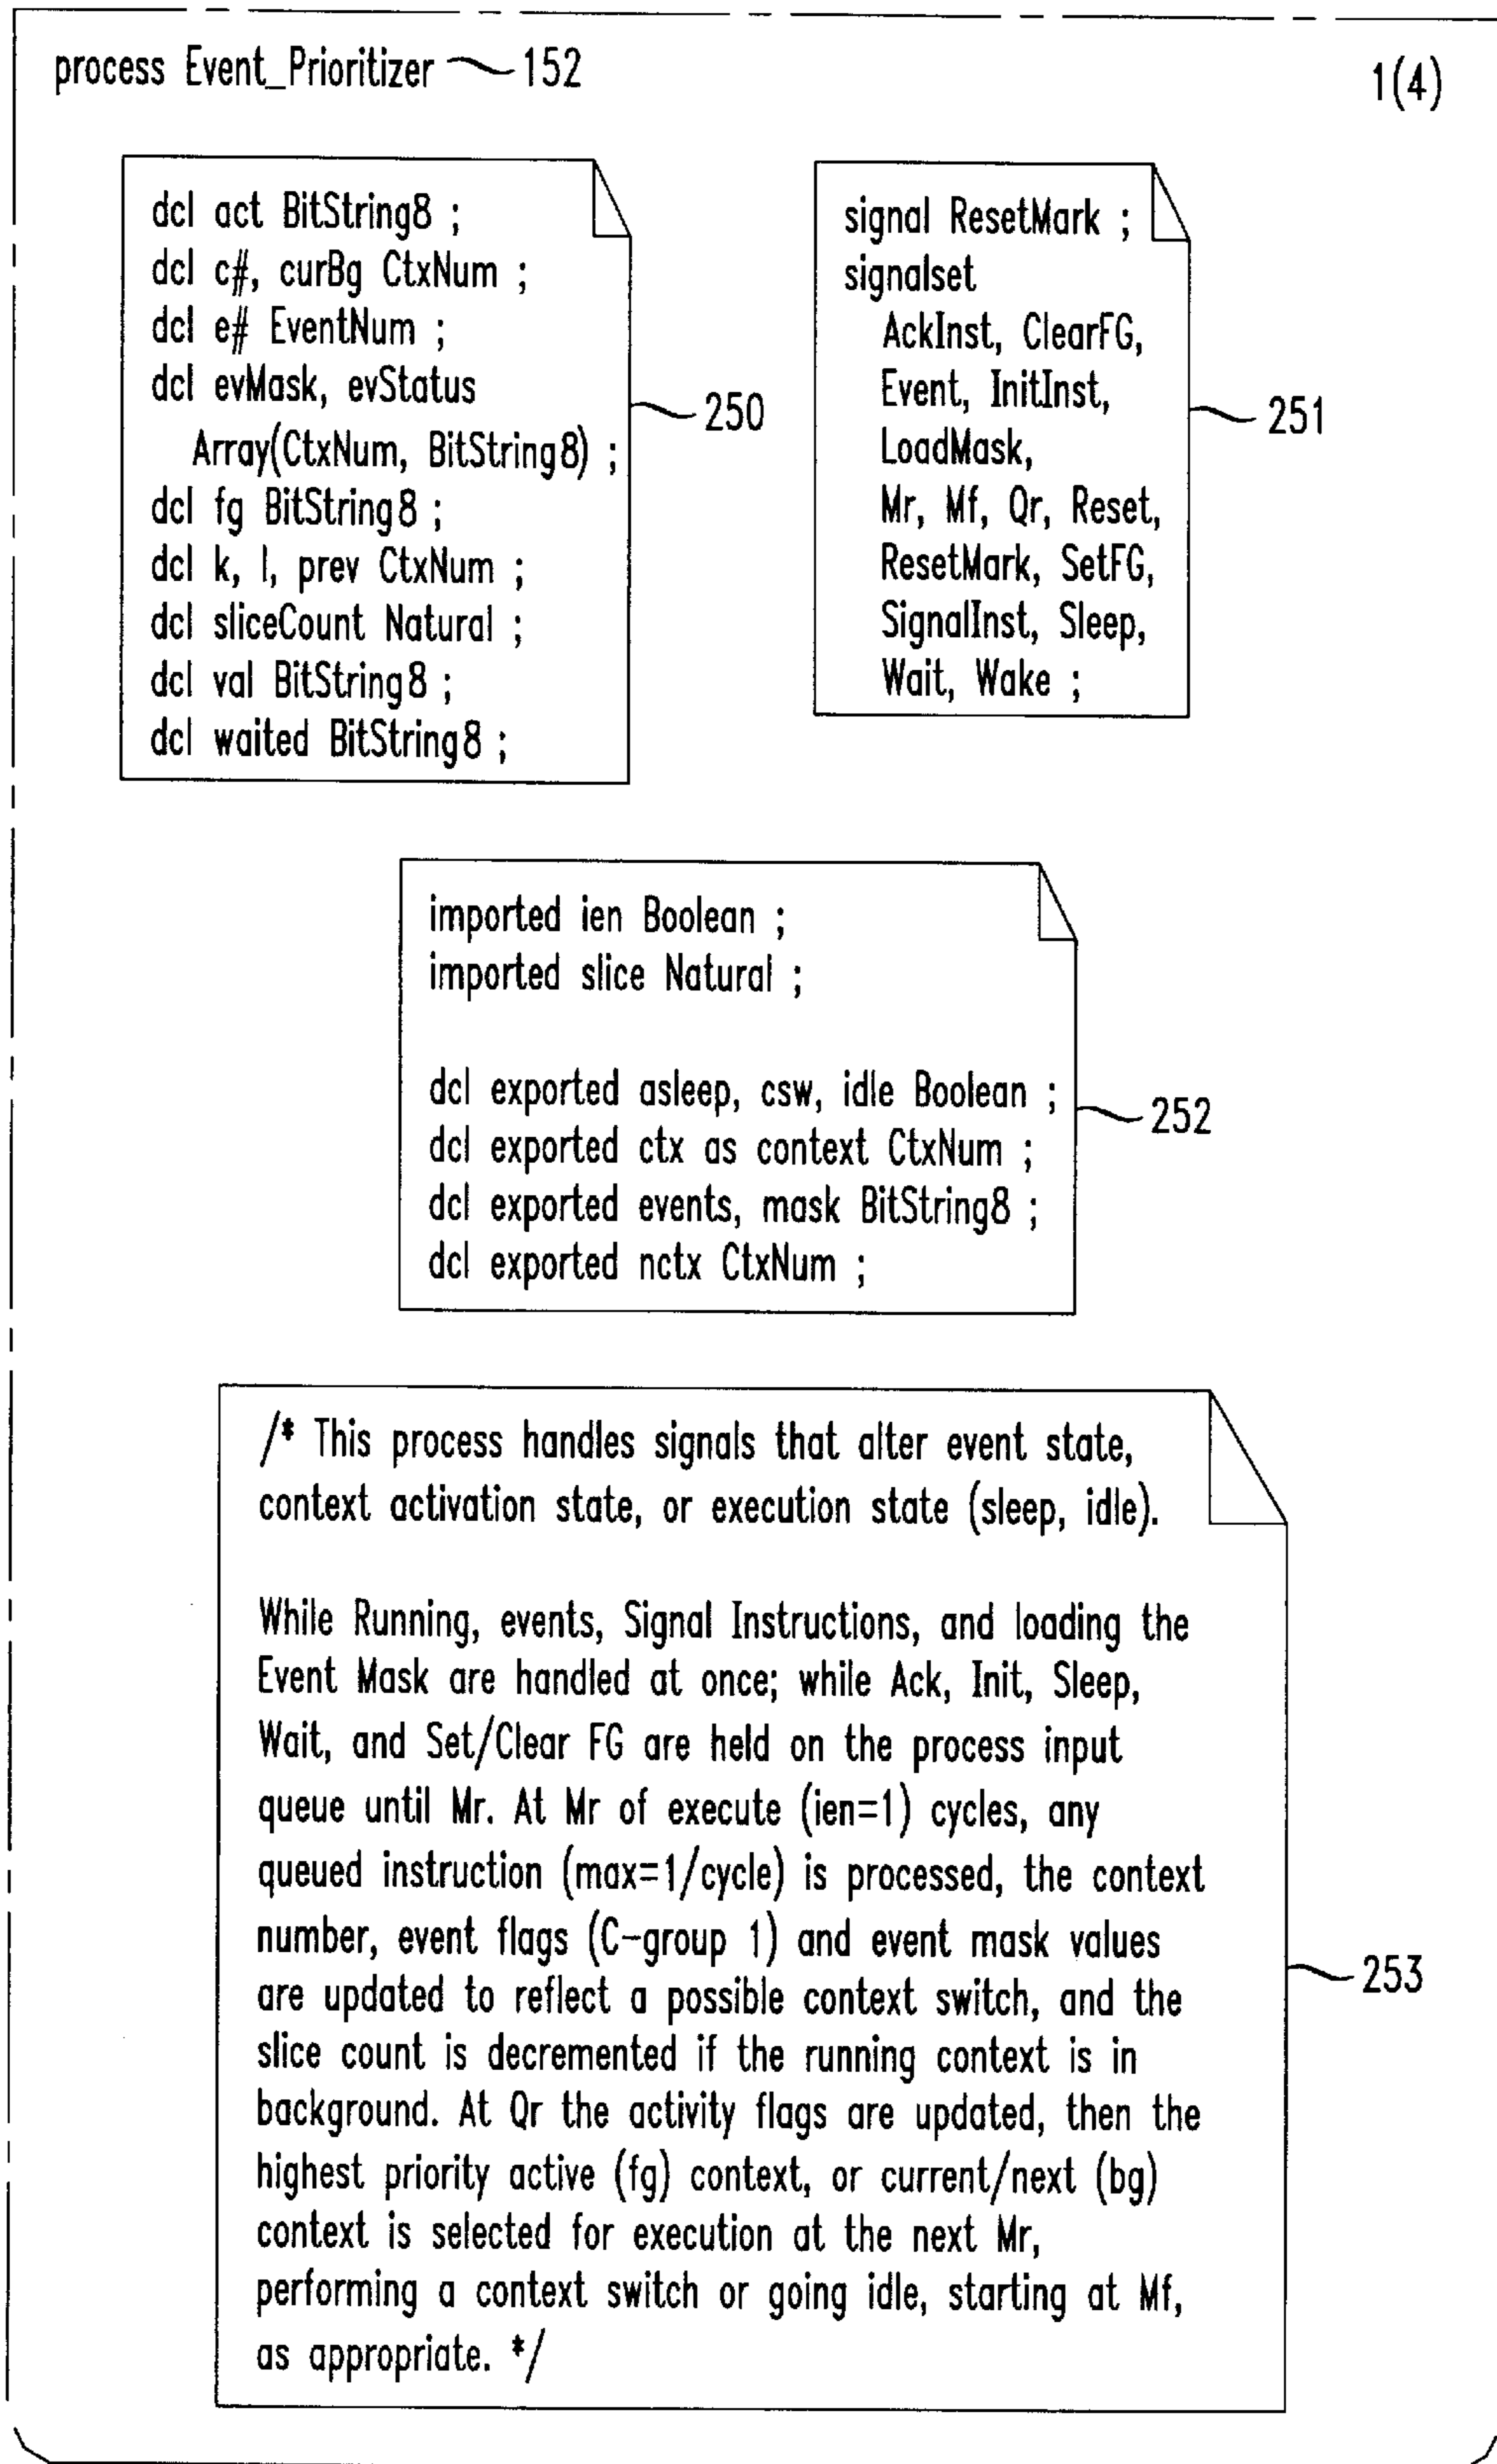 process Event_Prioritizer 152
1(4)
dcl act BitString8 ;
dcl c#, curBg CtxNum ;
dcl e# EventNum ;
dcl evMask, evStatus
Array(CtxNum, BitString8) ;
dcl fg BitString8 ;
dcl k, l, prev CtxNum ;
dcl sliceCount Natural ;
dcl val BitString8 ;
dcl waited BitString8 ;
250
signal ResetMark ;
signalset
AckInst, ClearFG,
Event, InitInst,
LoadMask,
Mr, Mf, Qr, Reset,
ResetMark, SetFG,
SignalInst, Sleep,
Wait, Wake ;
251
imported ien Boolean ;
imported slice Natural ;
dcl exported asleep, csw, idle Boolean ;
dcl exported ctx as context CtxNum ;
dcl exported events, mask BitString8 ;
dcl exported nctx CtxNum ;
252
/* This process handles signals that alter event state,
context activation state, or execution state (sleep, idle).
While Running, events, Signal Instructions, and loading the
Event Mask are handled at once; while Ack, Init, Sleep,
Wait, and Set/Clear FG are held on the process input
queue until Mr. At Mr of execute (ien=1) cycles, any
queued instruction (max=1/cycle) is processed, the context
number, event flags (C-group 1) and event mask values
are updated to reflect a possible context switch, and the
slice count is decremented if the running context is in
background. At Qr the activity flags are updated, then the
highest priority active (fg) context, or current/next (bg)
context is selected for execution at the next Mr,
performing a context switch or going idle, starting at Mf,
as appropriate. */
253